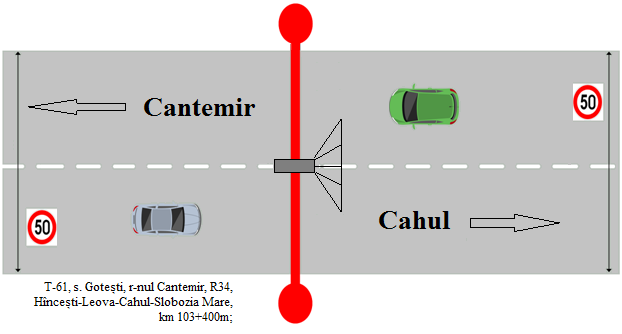 50
Cantemir
50
Cahul
T-61, s. Gotești, r-nul Cantemir, R34,
Hîncești-Leova-Cahul-Slobozia Mare,
km 103+400m;